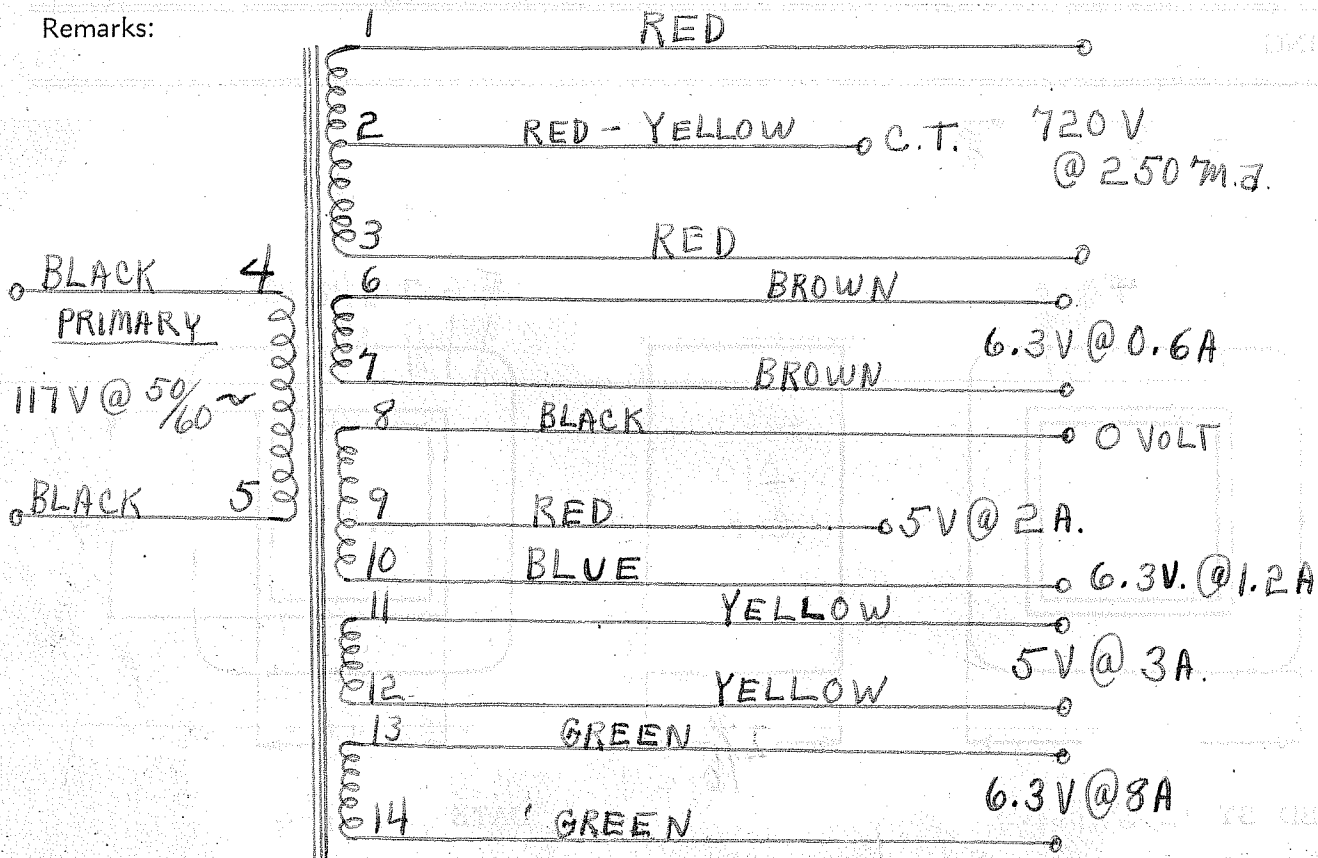 Remarks:
1 RED
2 RED - YELLOW C.T. 720 V
@ 250 m.a.
3 RED
BLACK 4
PRIMARY
117V @ 50/60 ~
BLACK 5
6 BROWN
6.3V @ 0.6A
7 BROWN
8 BLACK 0 VOLT
9 RED 5V @ 2A.
10 BLUE 6.3V. @ 1.2A
11 YELLOW
5V @ 3A.
12 YELLOW
13 GREEN
6.3V @ 8A
14 GREEN